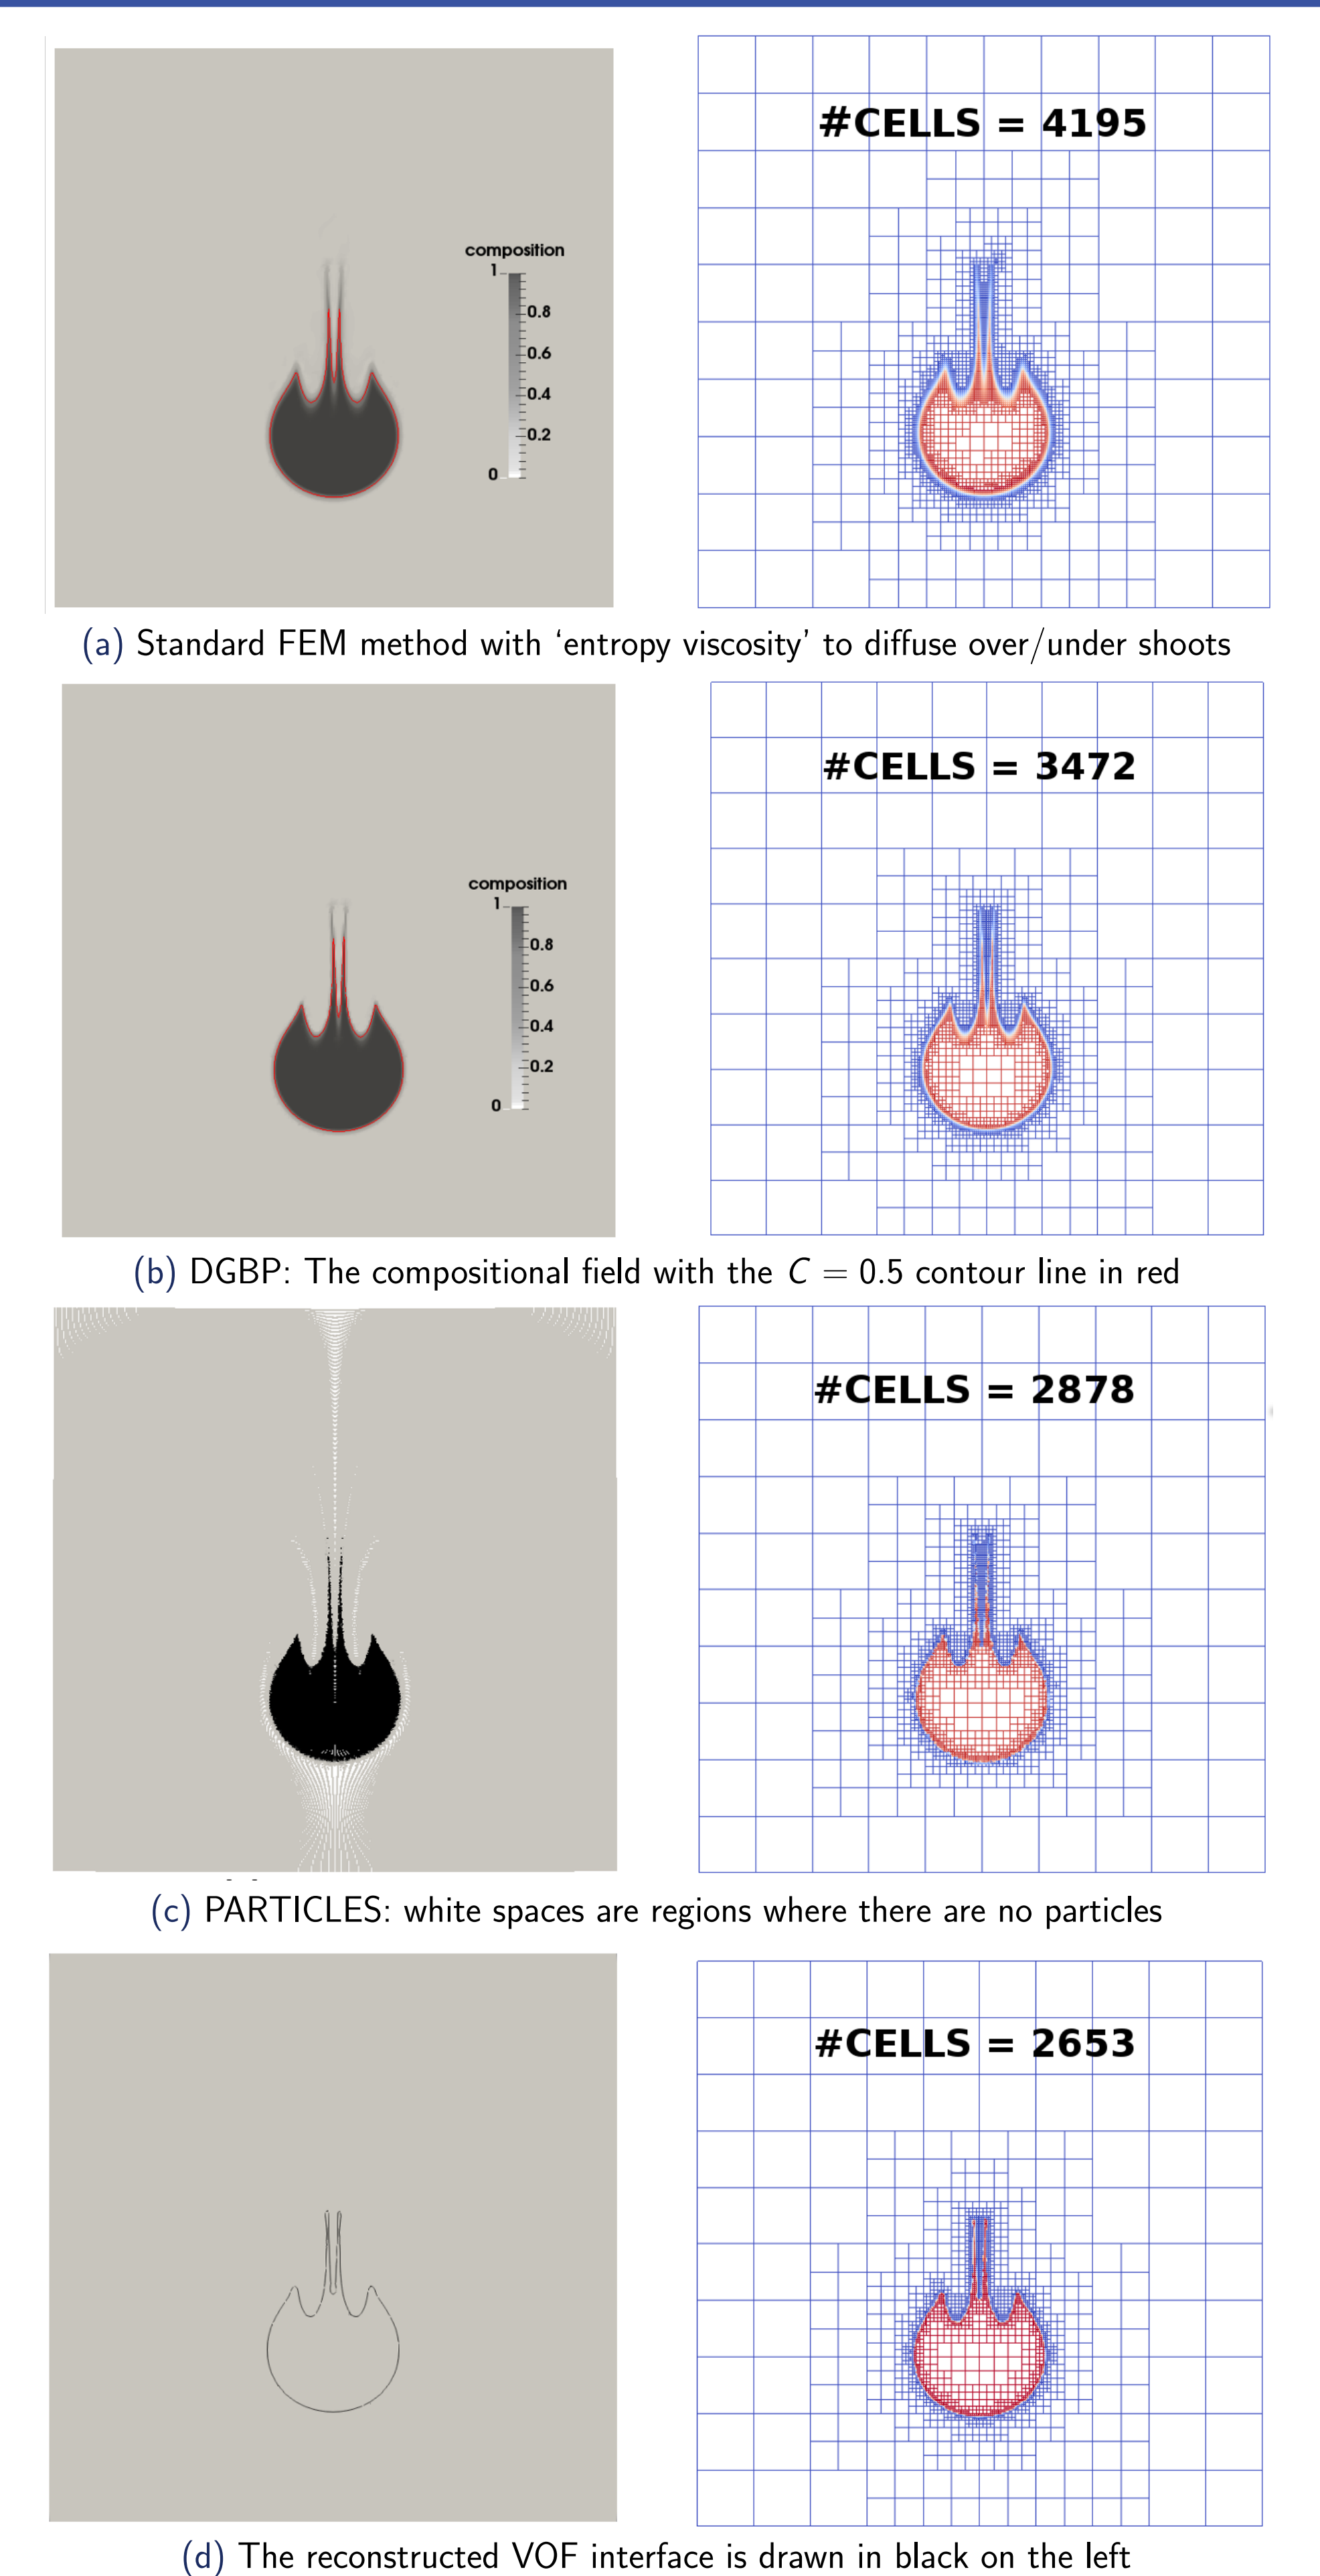 #CELLS = 4195
composition
1
0.8
0.6
0.4
0.2
0
(a) Standard FEM method with ‘entropy viscosity’ to diffuse over/under shoots
#CELLS = 3472
composition
1
0.8
0.6
0.4
0.2
0
(b) DGBP: The compositional field with the C = 0.5 contour line in red
#CELLS = 2878
(c) PARTICLES: white spaces are regions where there are no particles
#CELLS = 2653
(d) The reconstructed VOF interface is drawn in black on the left